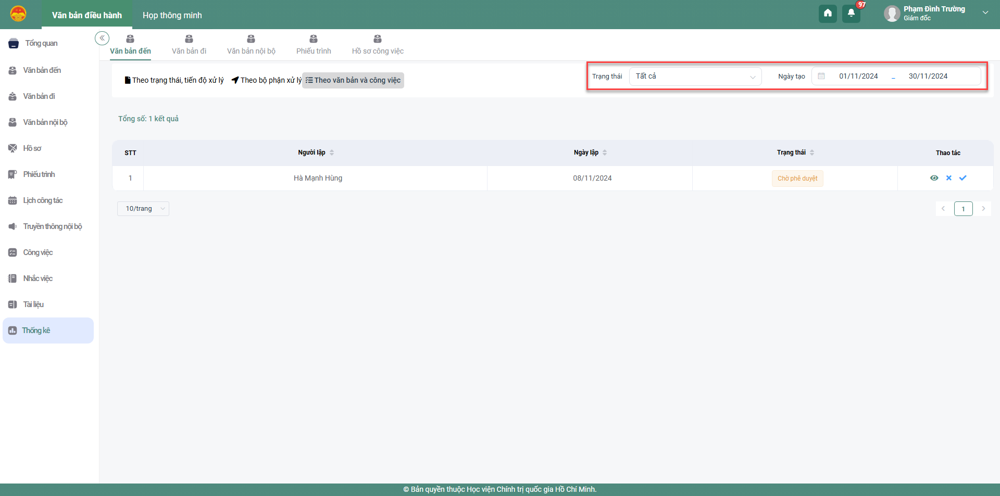 Văn bản điều hành
Họp thông minh
97
Phạm Đình Trường
Giám đốc
Tổng quan
Văn bản đến
Văn bản đi
Văn bản nội bộ
Hồ sơ
Phiếu trình
Lịch công tác
Truyền thông nội bộ
Công việc
Nhắc việc
Tài liệu
Thống kê
Văn bản đến
Văn bản đi
Văn bản nội bộ
Phiếu trình
Hồ sơ công việc
Theo trạng thái, tiến độ xử lý
Theo bộ phận xử lý
Theo văn bản và công việc
Trạng thái
Tất cả
Ngày tạo
01/11/2024
–
30/11/2024
Tổng số: 1 kết quả
STT
Người lập
Ngày lập
Trạng thái
Thao tác
1
Hà Mạnh Hùng
08/11/2024
Chờ phê duyệt
10/trang
1
© Bản quyền thuộc Học viện Chính trị quốc gia Hồ Chí Minh.